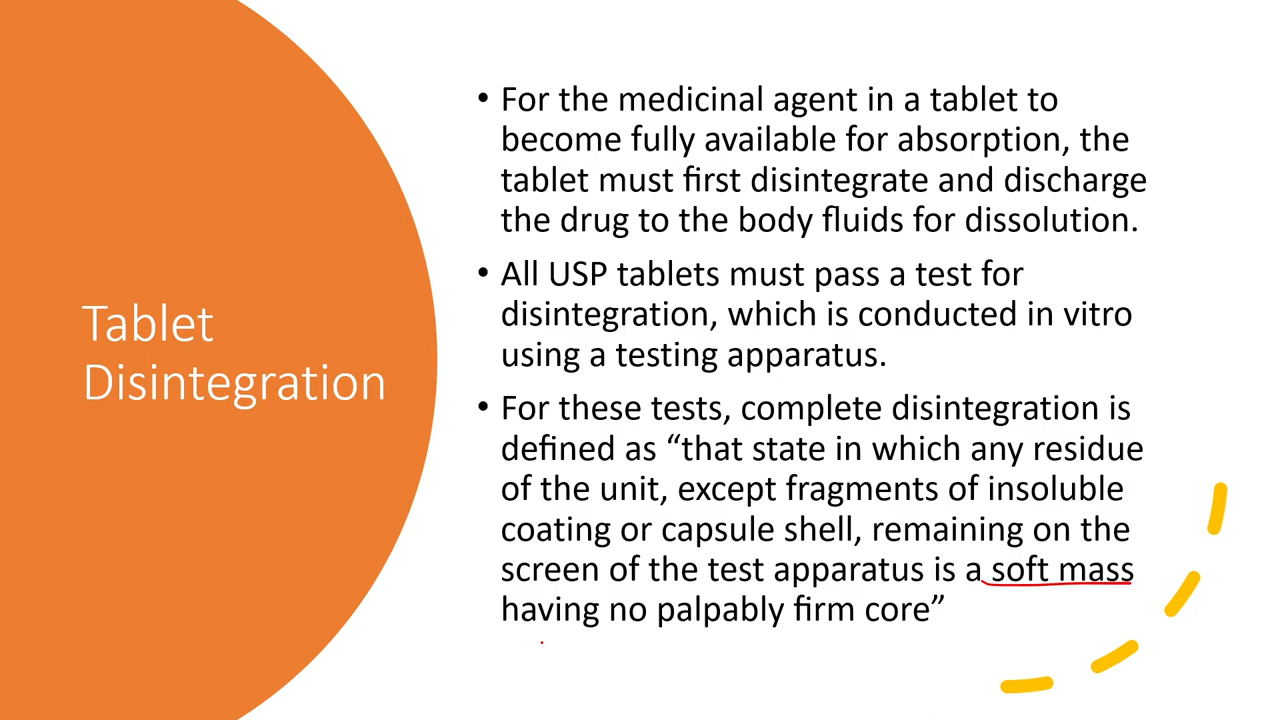 Tablet
Disintegration
• For the medicinal agent in a tablet to
become fully available for absorption, the
tablet must first disintegrate and discharge
the drug to the body fluids for dissolution.
• All USP tablets must pass a test for
disintegration, which is conducted in vitro
using a testing apparatus.
• For these tests, complete disintegration is
defined as “that state in which any residue
of the unit, except fragments of insoluble
coating or capsule shell, remaining on the
screen of the test apparatus is a soft mass
having no palpably firm core”